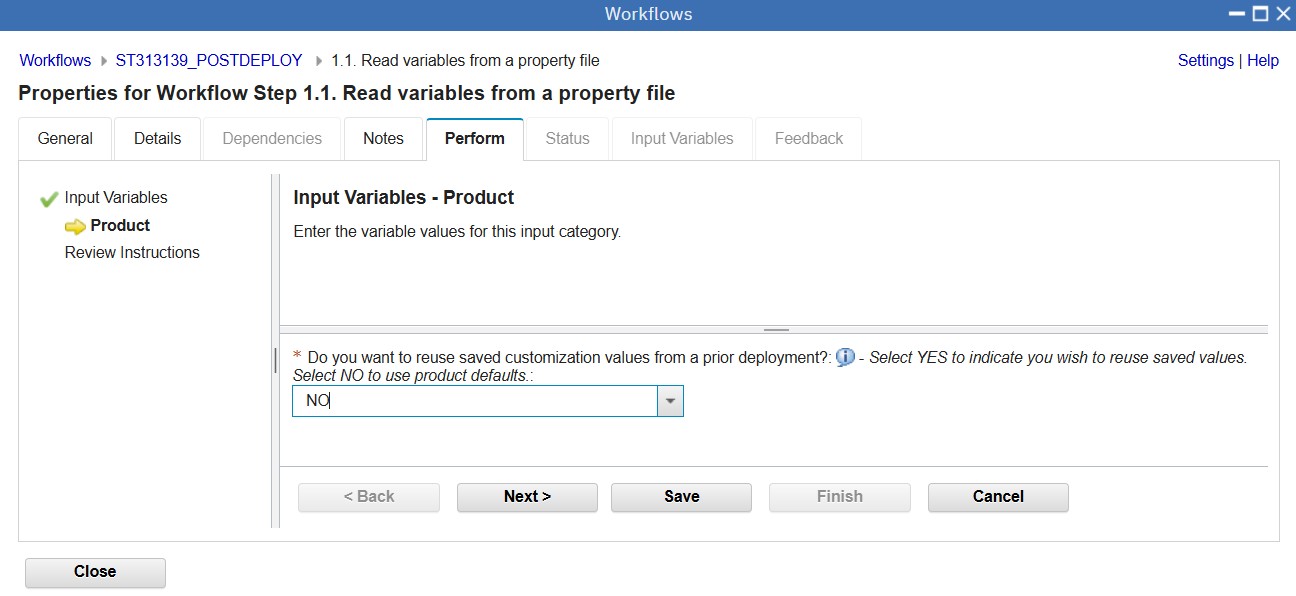 Workflows
Workflows ▸ ST313139_POSTDEPLOY ▸ 1.1. Read variables from a property file
Settings | Help
Properties for Workflow Step 1.1. Read variables from a property file
General Details Dependencies Notes Perform Status Input Variables Feedback
Input Variables
Product
Review Instructions
Input Variables - Product
Enter the variable values for this input category.
* Do you want to reuse saved customization values from a prior deployment?: i - Select YES to indicate you wish to reuse saved values.
Select NO to use product defaults.:
NO
< Back Next > Save Finish Cancel
Close